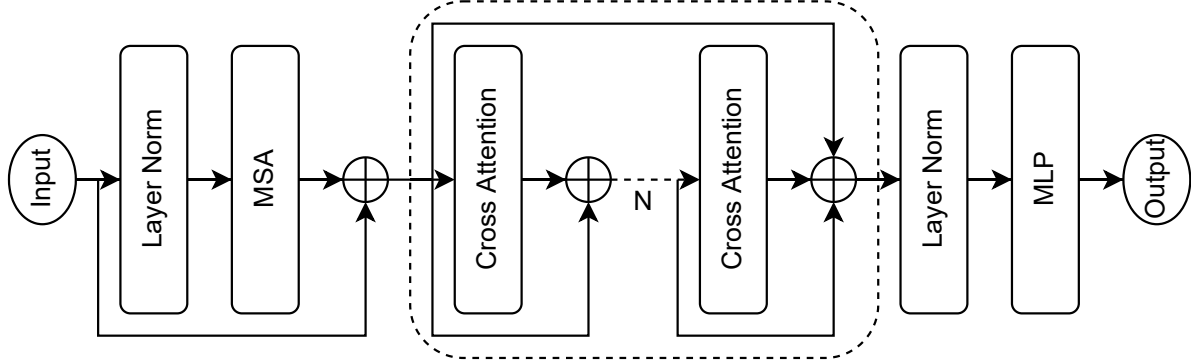 Input
Layer Norm
MSA
Cross Attention
N
Cross Attention
Layer Norm
MLP
Output